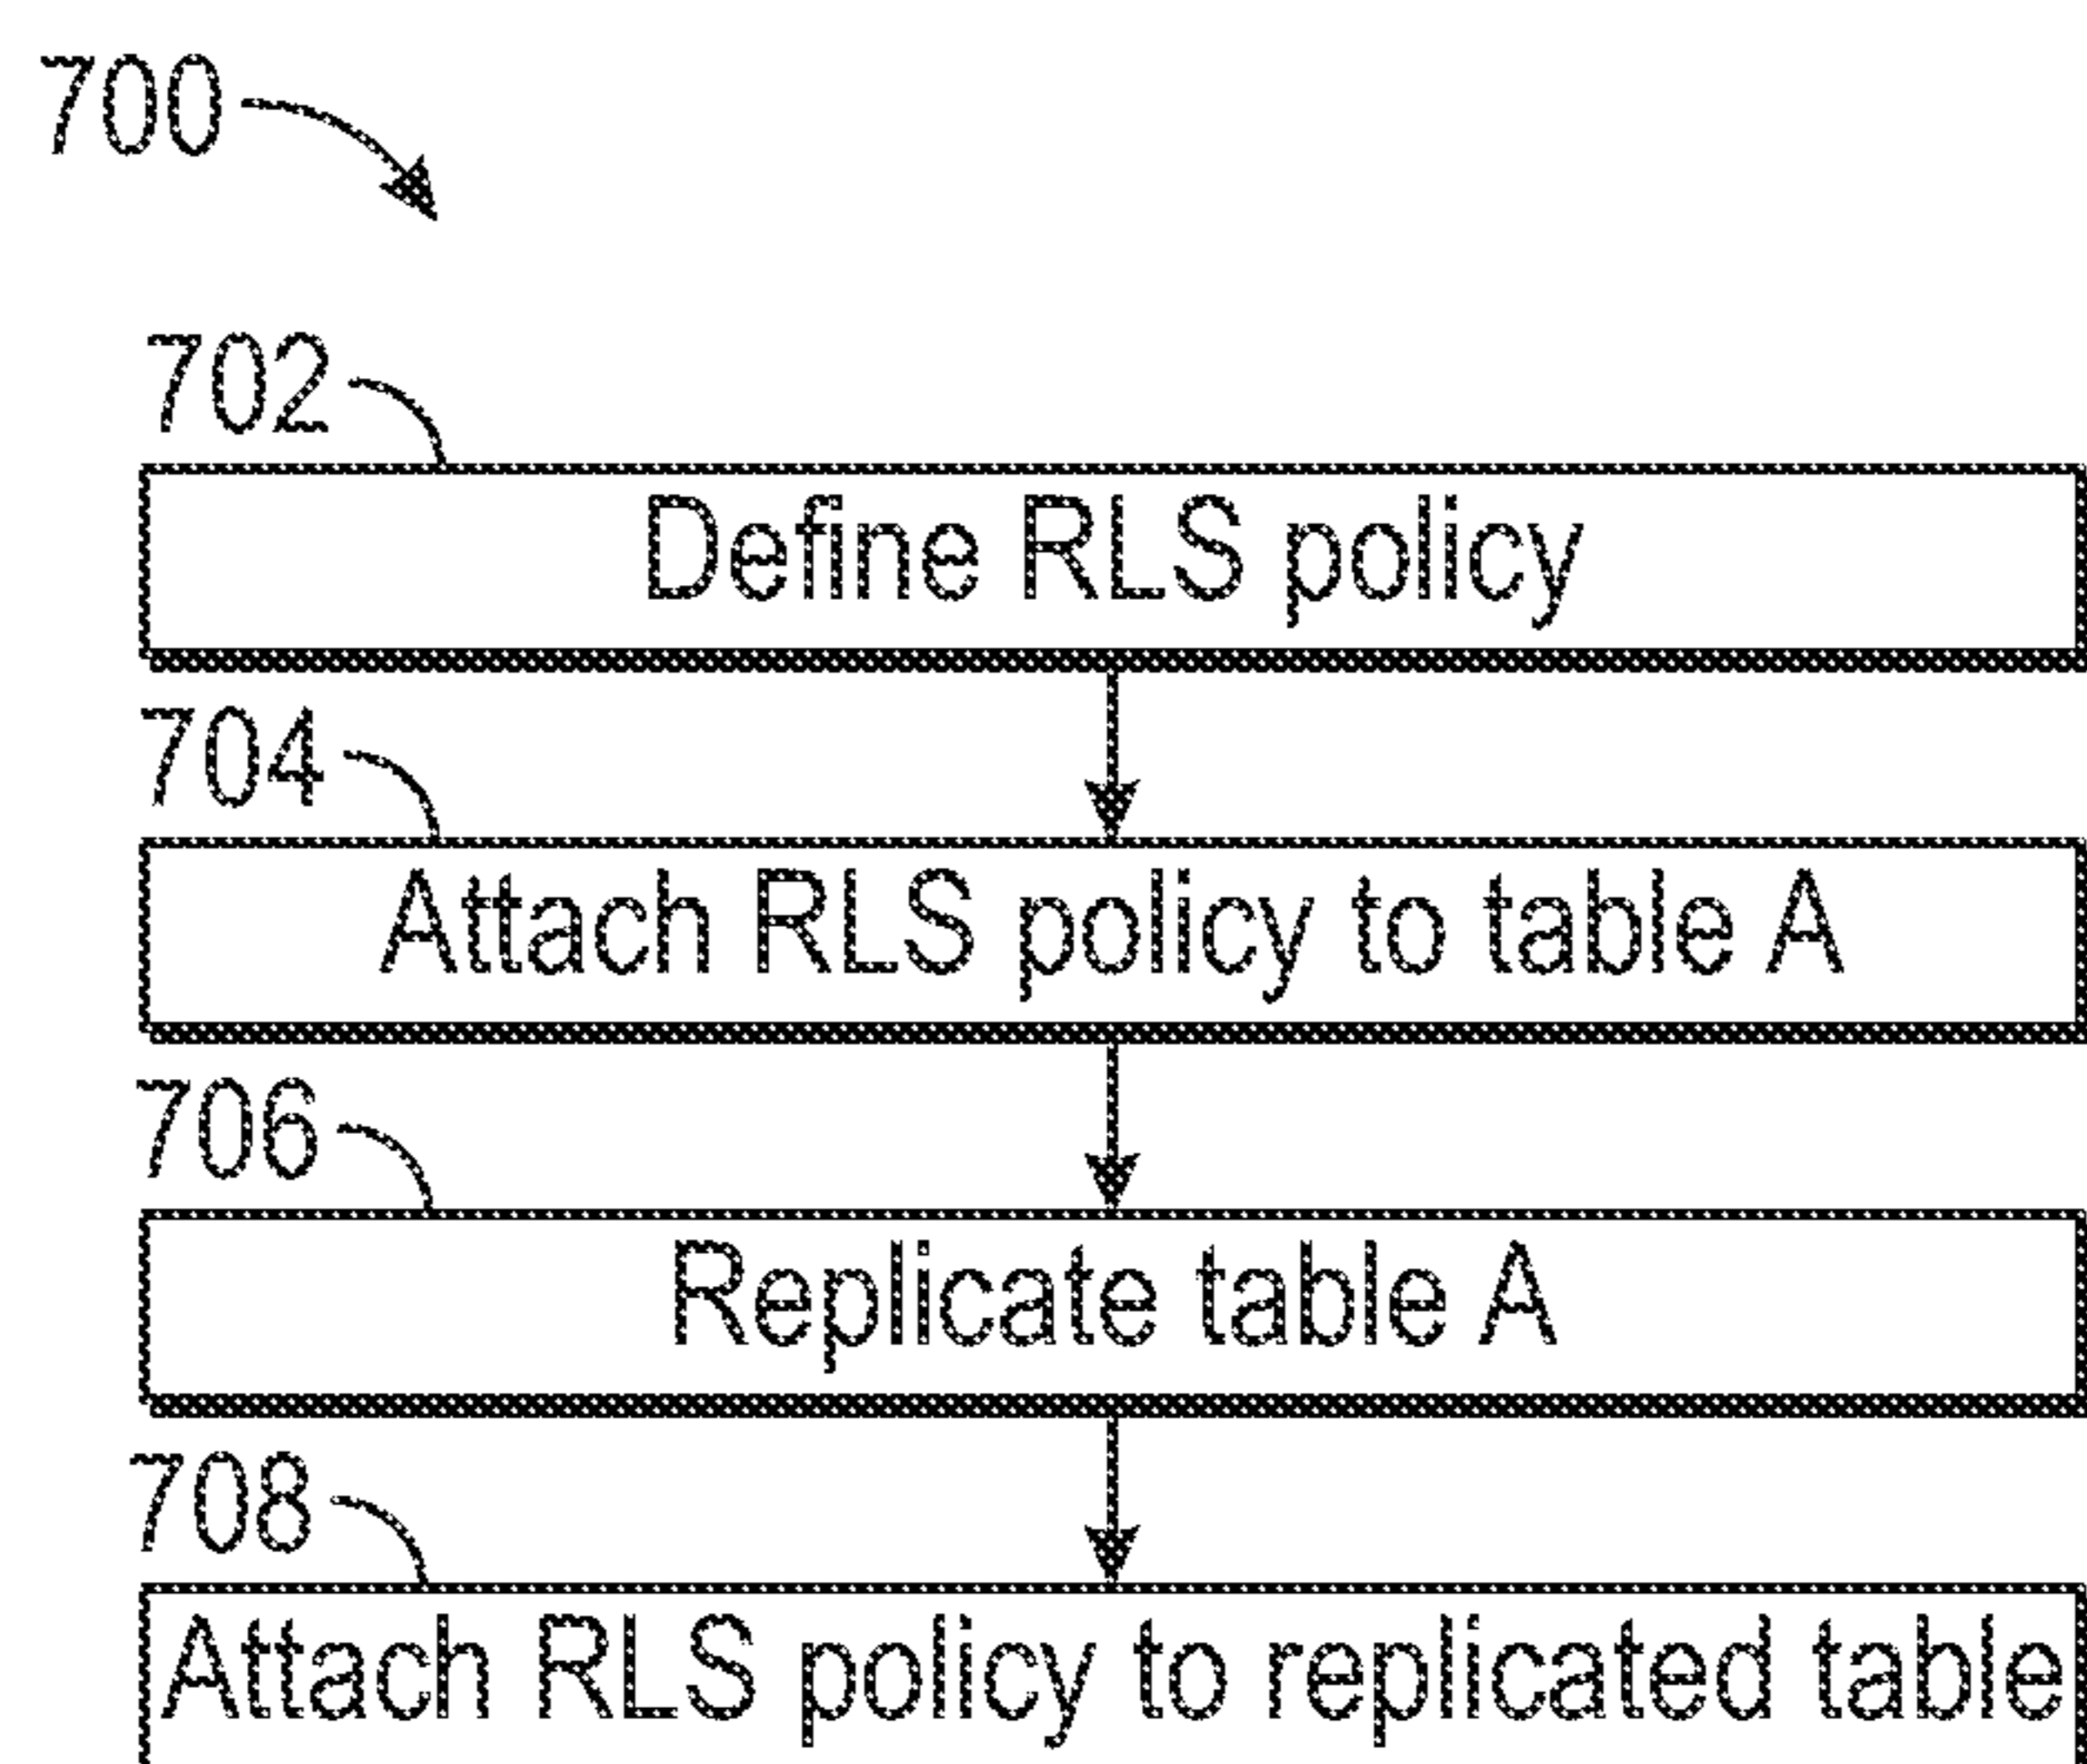 700
702
Define RLS policy
704
Attach RLS policy to table A
706
Replicate table A
708
Attach RLS policy to replicated table